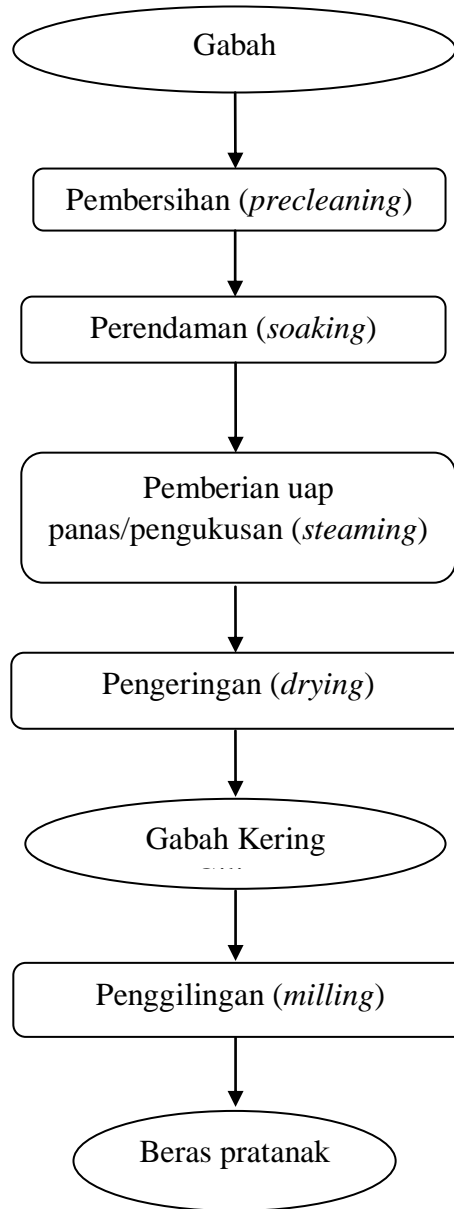 Gabah
Pembersihan (precleaning)
Perendaman (soaking)
Pemberian uap
panas/pengukusan (steaming)
Pengeringan (drying)
Gabah Kering
Penggilingan (milling)
Beras pratanak